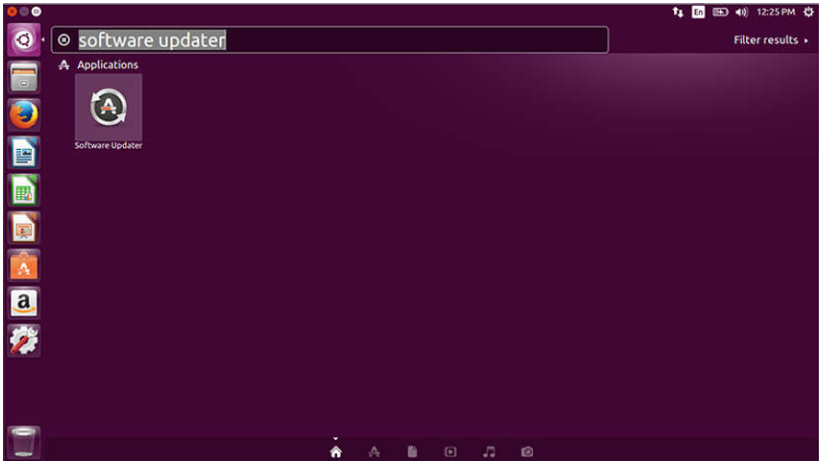 En
12:25 PM
software updater
Filter results
Applications
Software Updater
a